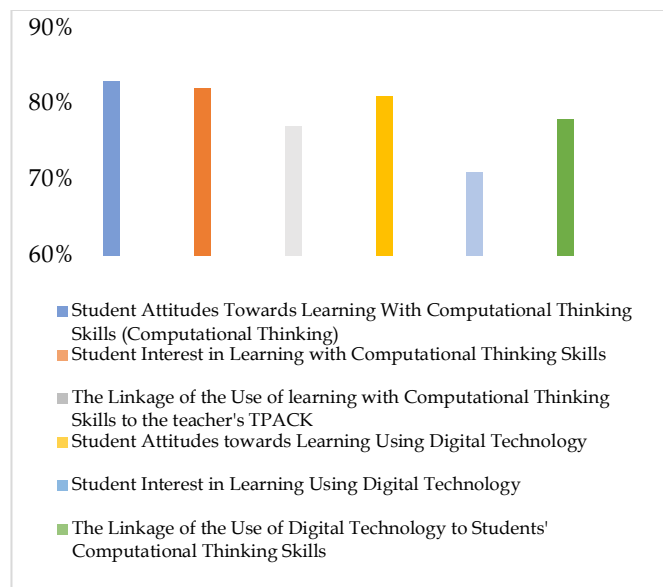 90%
80%
70%
60%
Student Attitudes Towards Learning With Computational Thinking
Skills (Computational Thinking)
Student Interest in Learning with Computational Thinking Skills
The Linkage of the Use of learning with Computational Thinking
Skills to the teacher's TPACK
Student Attitudes towards Learning Using Digital Technology
Student Interest in Learning Using Digital Technology
The Linkage of the Use of Digital Technology to Students'
Computational Thinking Skills